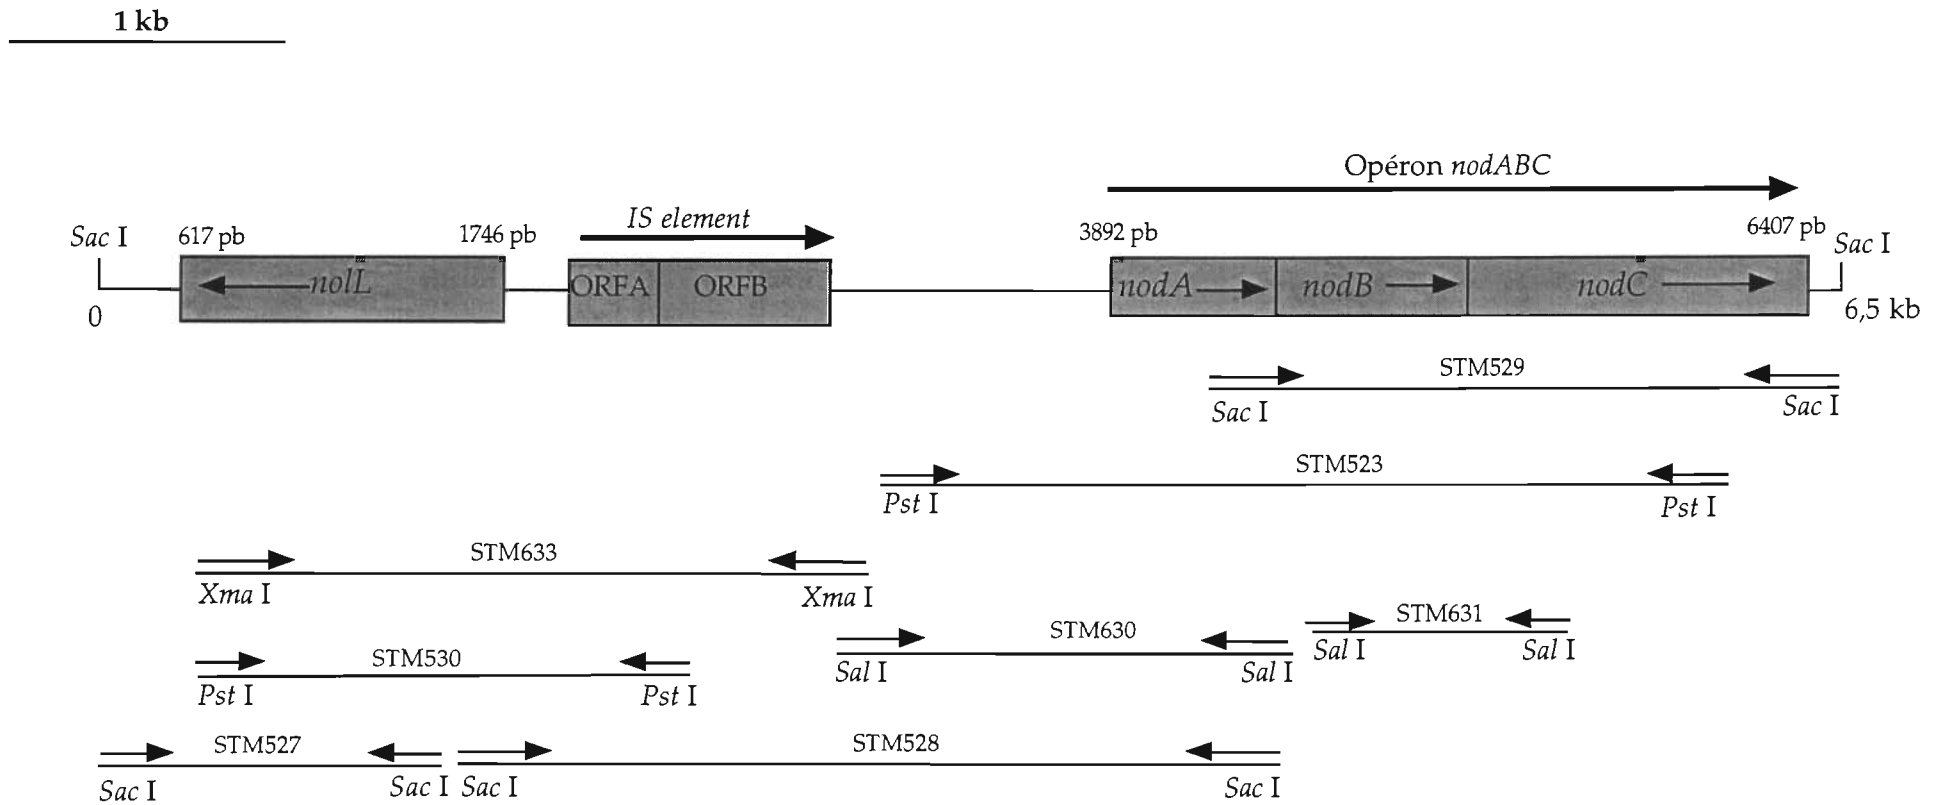 1 kb
Opéron nodABC
IS element
Sac I
617 pb
1746 pb
3892 pb
6407 pb
Sac I
nolL
ORFA
ORFB
nodA
nodB
nodC
0
6,5 kb
STM529
Sac I
Sac I
STM523
Pst I
Pst I
STM633
Xma I
Xma I
STM630
Sal I
Sal I
STM631
Sal I
Sal I
STM530
Pst I
Pst I
STM527
Sac I
Sac I
STM528
Sac I
Sac I